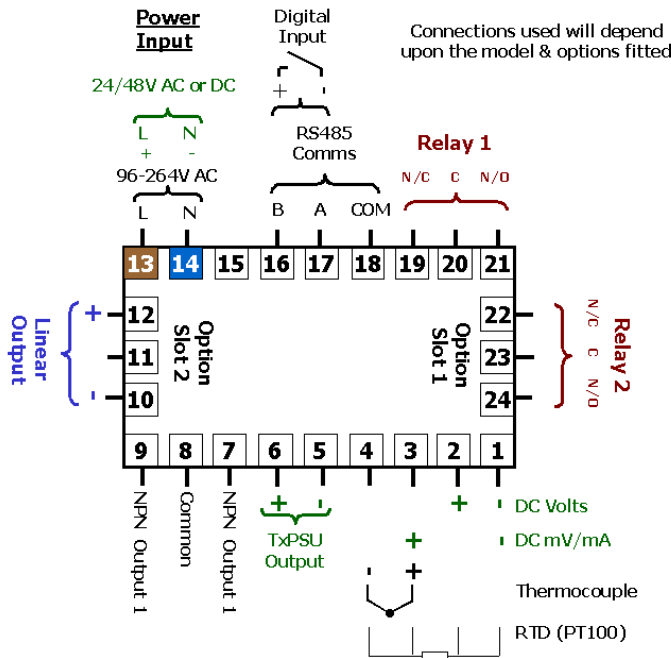 Power
Input
Digital
Input
Connections used will depend
upon the model & options fitted
24/48V AC or DC
+ -
L N
+ -
RS485
Comms
Relay 1
96-264V AC
N/C C N/O
L N
B A COM
13 14 15 16 17 18 19 20 21
Linear
Output
+
-
12
11
10
Option
Slot 2
Option
Slot 1
22
23
24
N/C
C
N/O
Relay 2
9 8 7 6 5 4 3 2 1
NPN Output 1
Common
NPN Output 1
+ -
TxPSU
Output
+ - DC Volts
+ - DC mV/mA
- + Thermocouple
RTD (PT100)